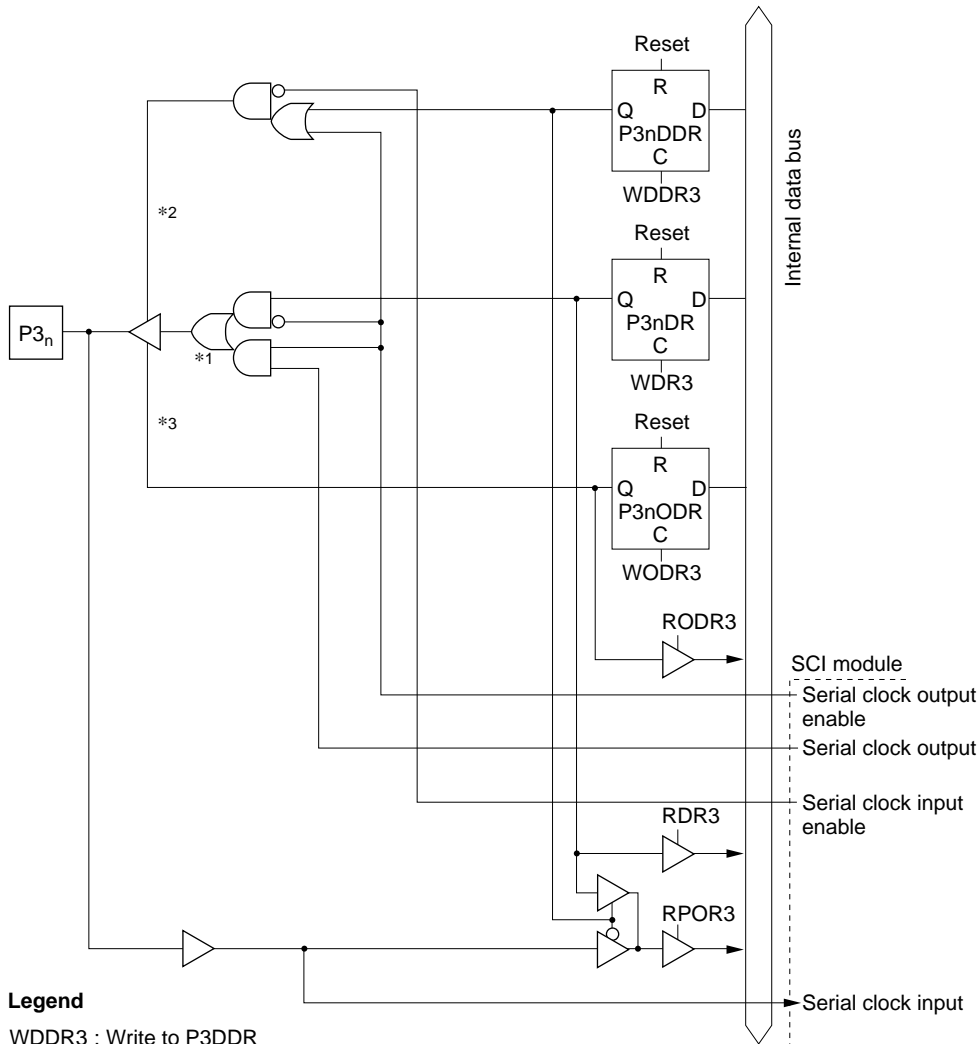 Reset
R
Q D
P3nDDR
C
WDDR3
Internal data bus
*2
Reset
R
Q D
P3nDR
C
WDR3
P3n
*1
*3
Reset
R
Q D
P3nODR
C
WODR3
RODR3
SCI module
Serial clock output
enable
Serial clock output
Serial clock input
enable
RDR3
RPOR3
Serial clock input
Legend
WDDR3 : Write to P3DDR